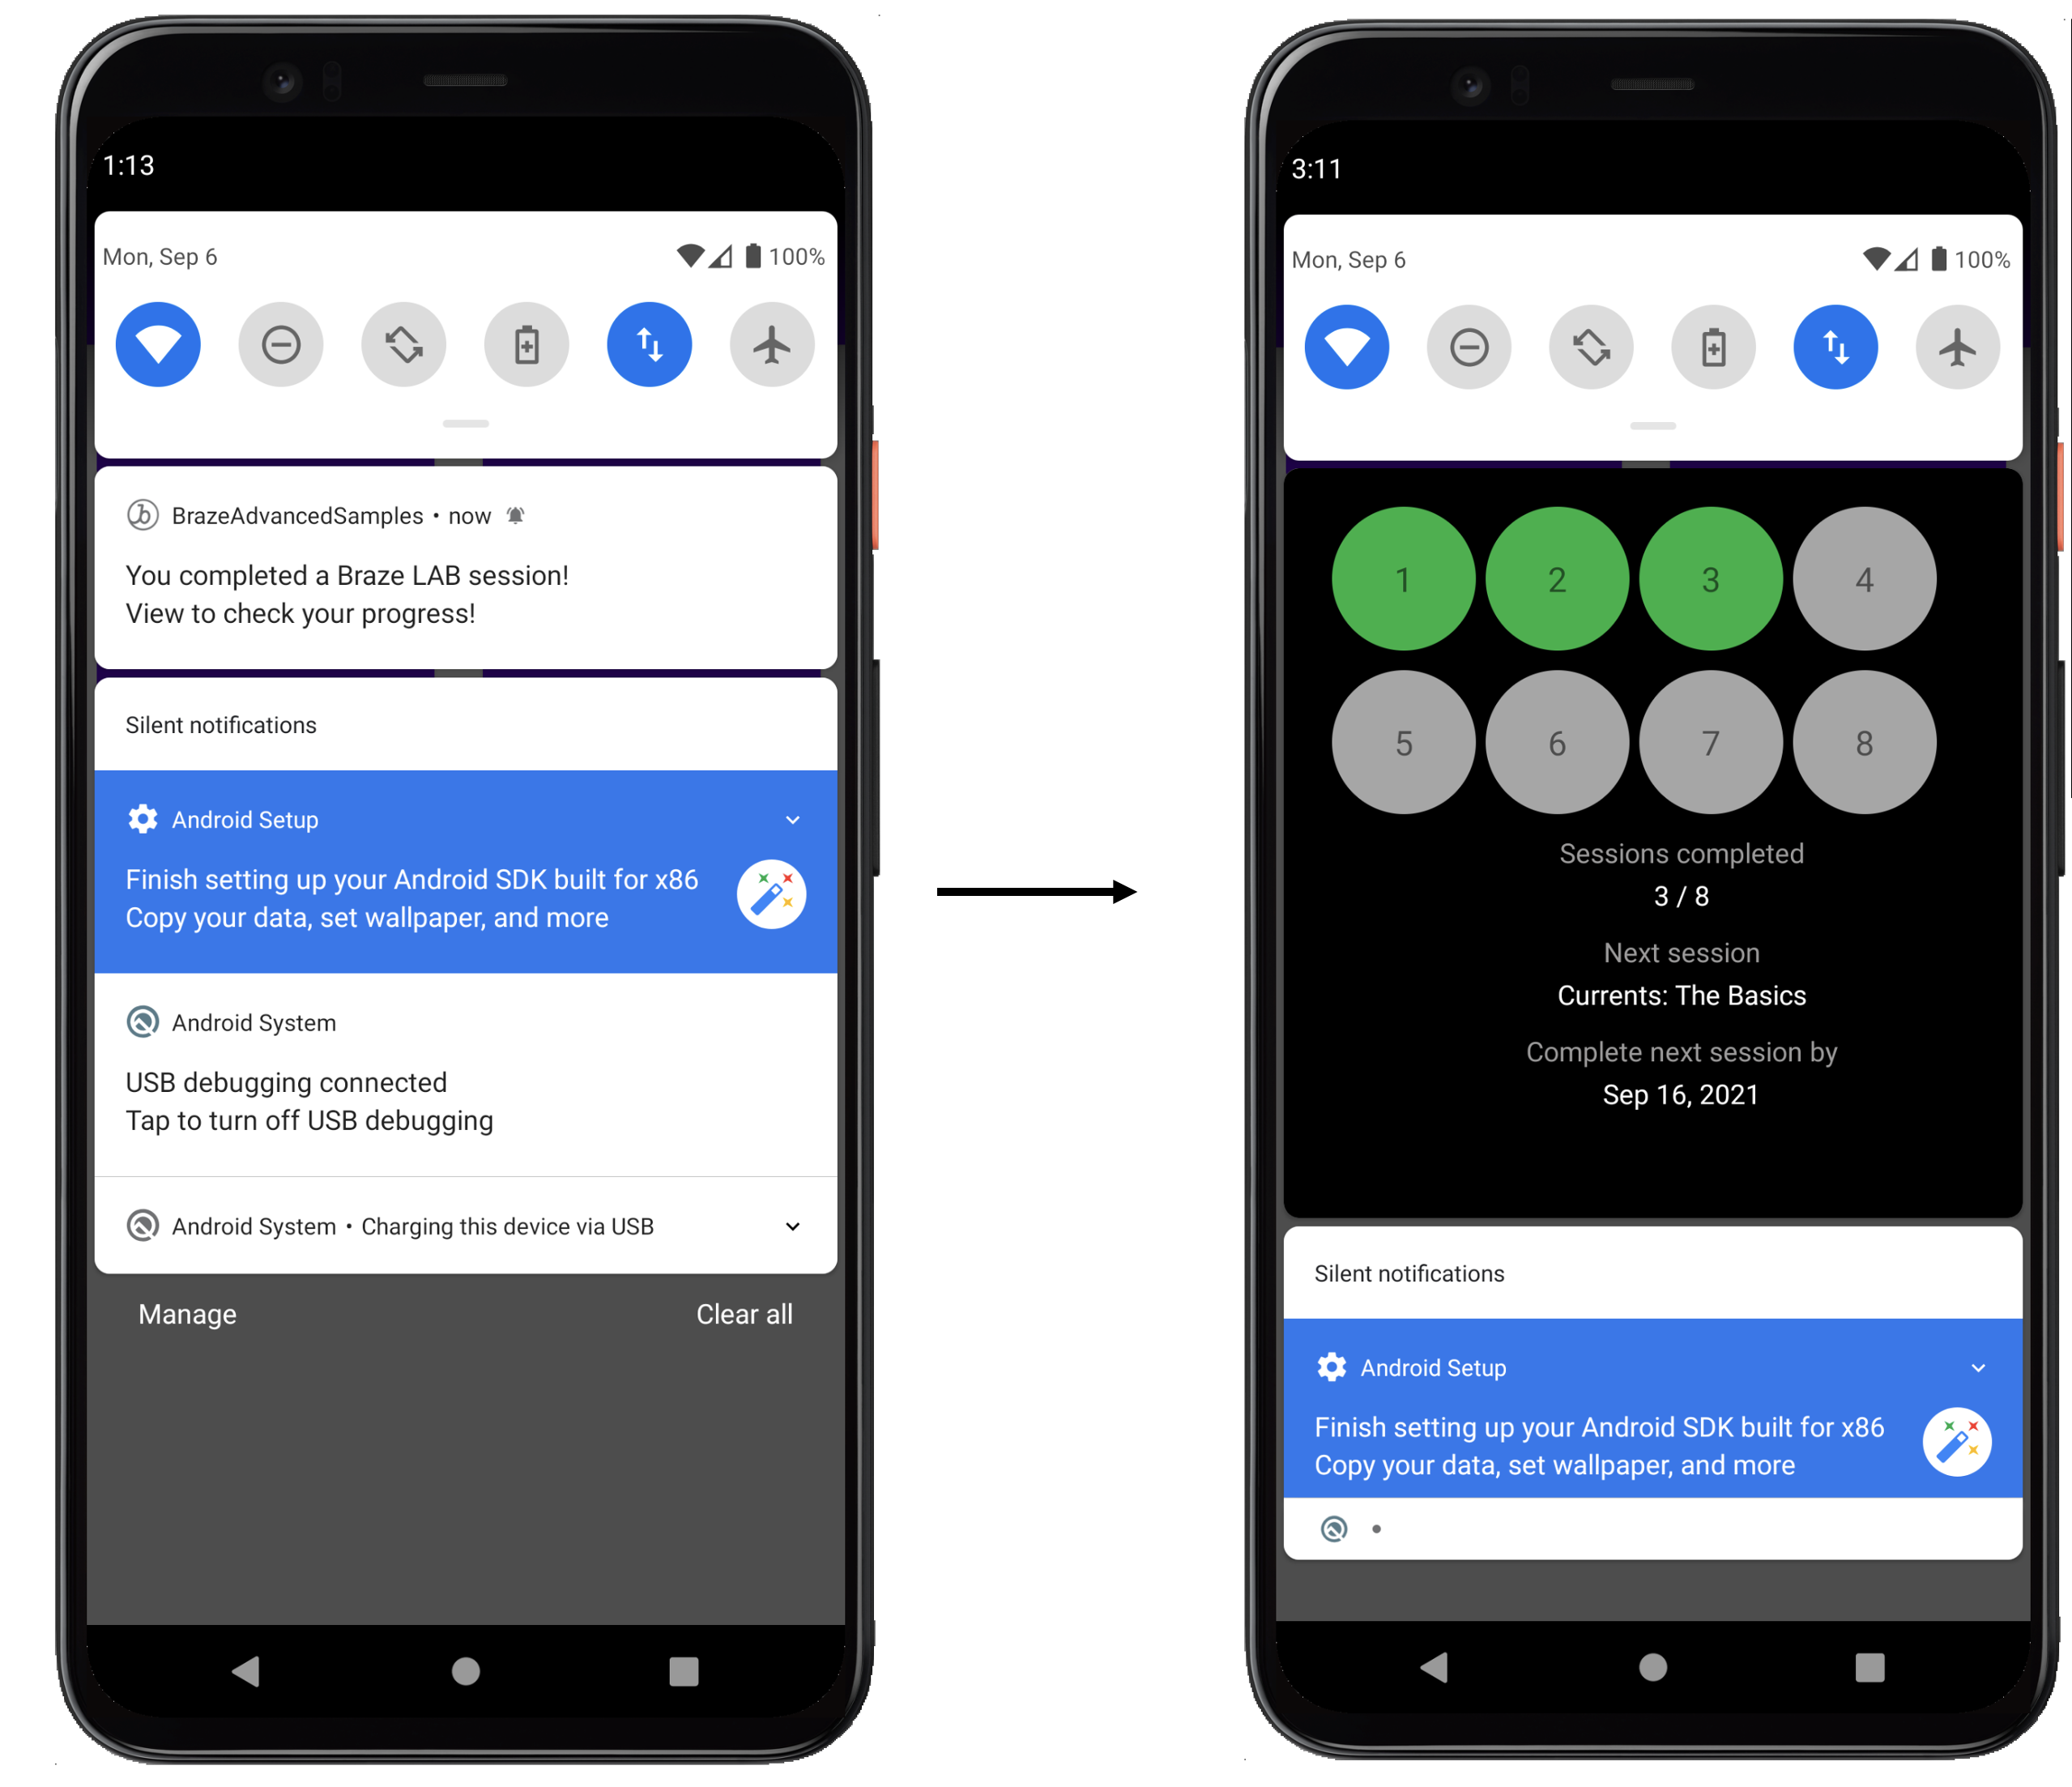 1:13
Mon, Sep 6
100%
BrazeAdvancedSamples • now
You completed a Braze LAB session!
View to check your progress!
Silent notifications
Android Setup
Finish setting up your Android SDK built for x86
Copy your data, set wallpaper, and more
Android System
USB debugging connected
Tap to turn off USB debugging
Android System • Charging this device via USB
Manage
Clear all
3:11
Mon, Sep 6
100%
1 2 3 4
5 6 7 8
Sessions completed
3 / 8
Next session
Currents: The Basics
Complete next session by
Sep 16, 2021
Silent notifications
Android Setup
Finish setting up your Android SDK built for x86
Copy your data, set wallpaper, and more